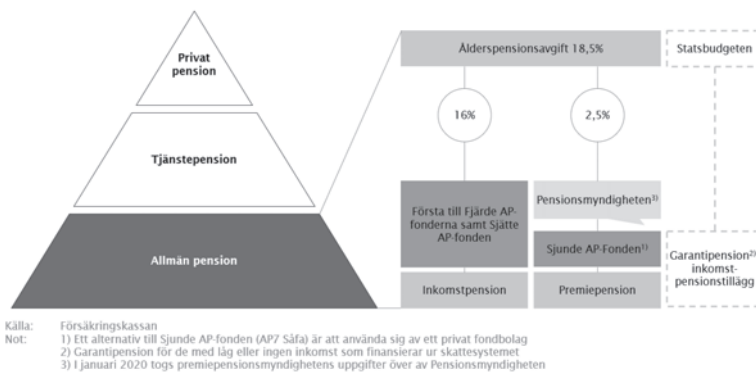 Privat
pension
Tjänstepension
Allmän pension
Ålderspensionsavgift 18,5%
Statsbudgeten
16%
2,5%
Första till Fjärde AP-
fonderna samt Sjätte
AP-fonden
Pensionsmyndigheten3)
Sjunde AP-Fonden1)
Garantipension2)
inkomst-
pensionstillägg
Inkomstpension
Premiepension
Källa: Försäkringskassan
Not: 1) Ett alternativ till Sjunde AP-fonden (AP7 Såfa) är att använda sig av ett privat fondbolag
2) Garantipension för de med låg eller ingen inkomst som finansierar ur skattesystemet
3) I januari 2020 togs premiepensionsmyndighetens uppgifter över av Pensionsmyndigheten